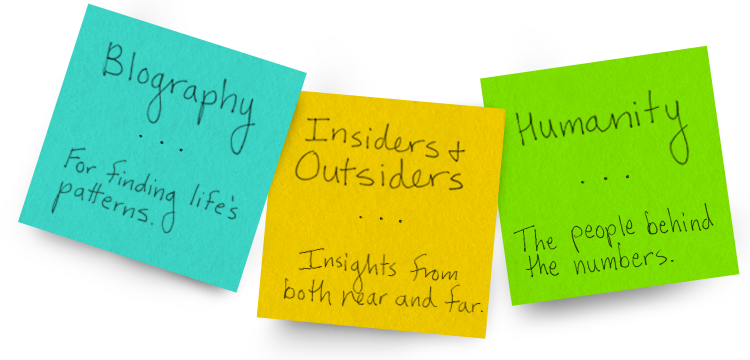 Biography
...
For finding life's
patterns.
Insiders &
Outsiders
...
Insights from
both near and far.
Humanity
...
The people behind
the numbers.